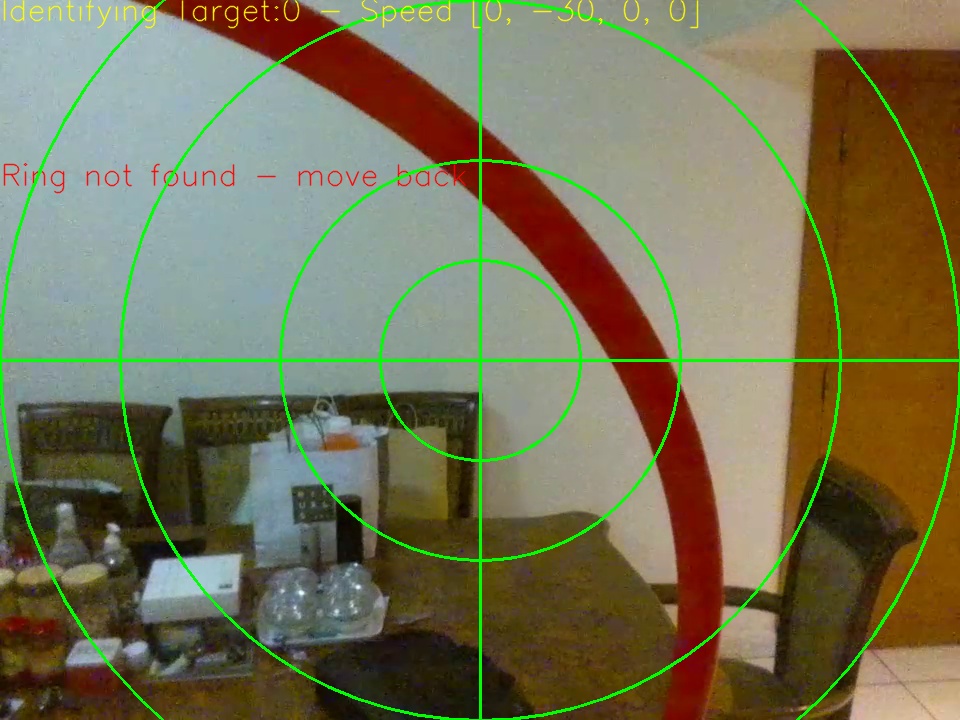 Identifying Target:0 – Speed [0, –30, 0, 0]
Ring not found – move back